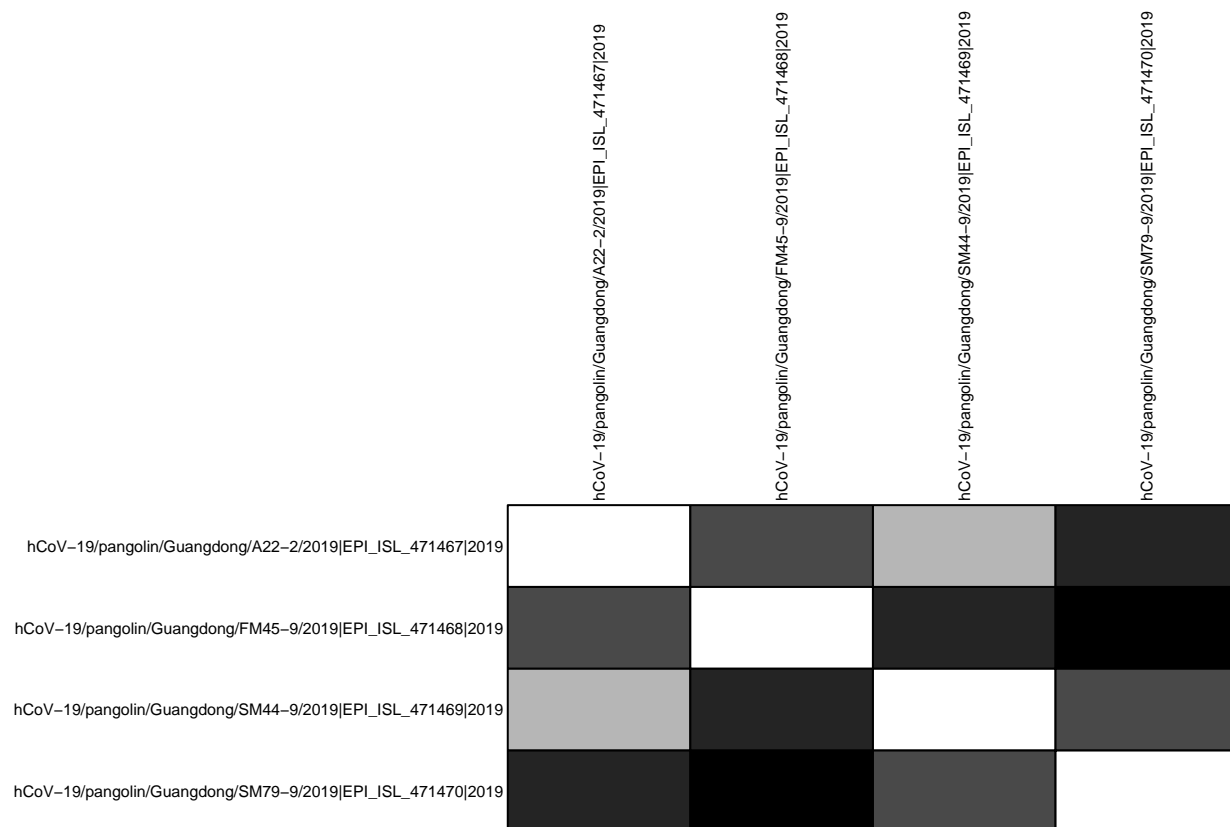 hCoV−19/pangolin/Guangdong/A22−2/2019|EPI_ISL_471467|2019
hCoV−19/pangolin/Guangdong/FM45−9/2019|EPI_ISL_471468|2019
hCoV−19/pangolin/Guangdong/SM44−9/2019|EPI_ISL_471469|2019
hCoV−19/pangolin/Guangdong/SM79−9/2019|EPI_ISL_471470|2019
hCoV−19/pangolin/Guangdong/A22−2/2019|EPI_ISL_471467|2019
hCoV−19/pangolin/Guangdong/FM45−9/2019|EPI_ISL_471468|2019
hCoV−19/pangolin/Guangdong/SM44−9/2019|EPI_ISL_471469|2019
hCoV−19/pangolin/Guangdong/SM79−9/2019|EPI_ISL_471470|2019